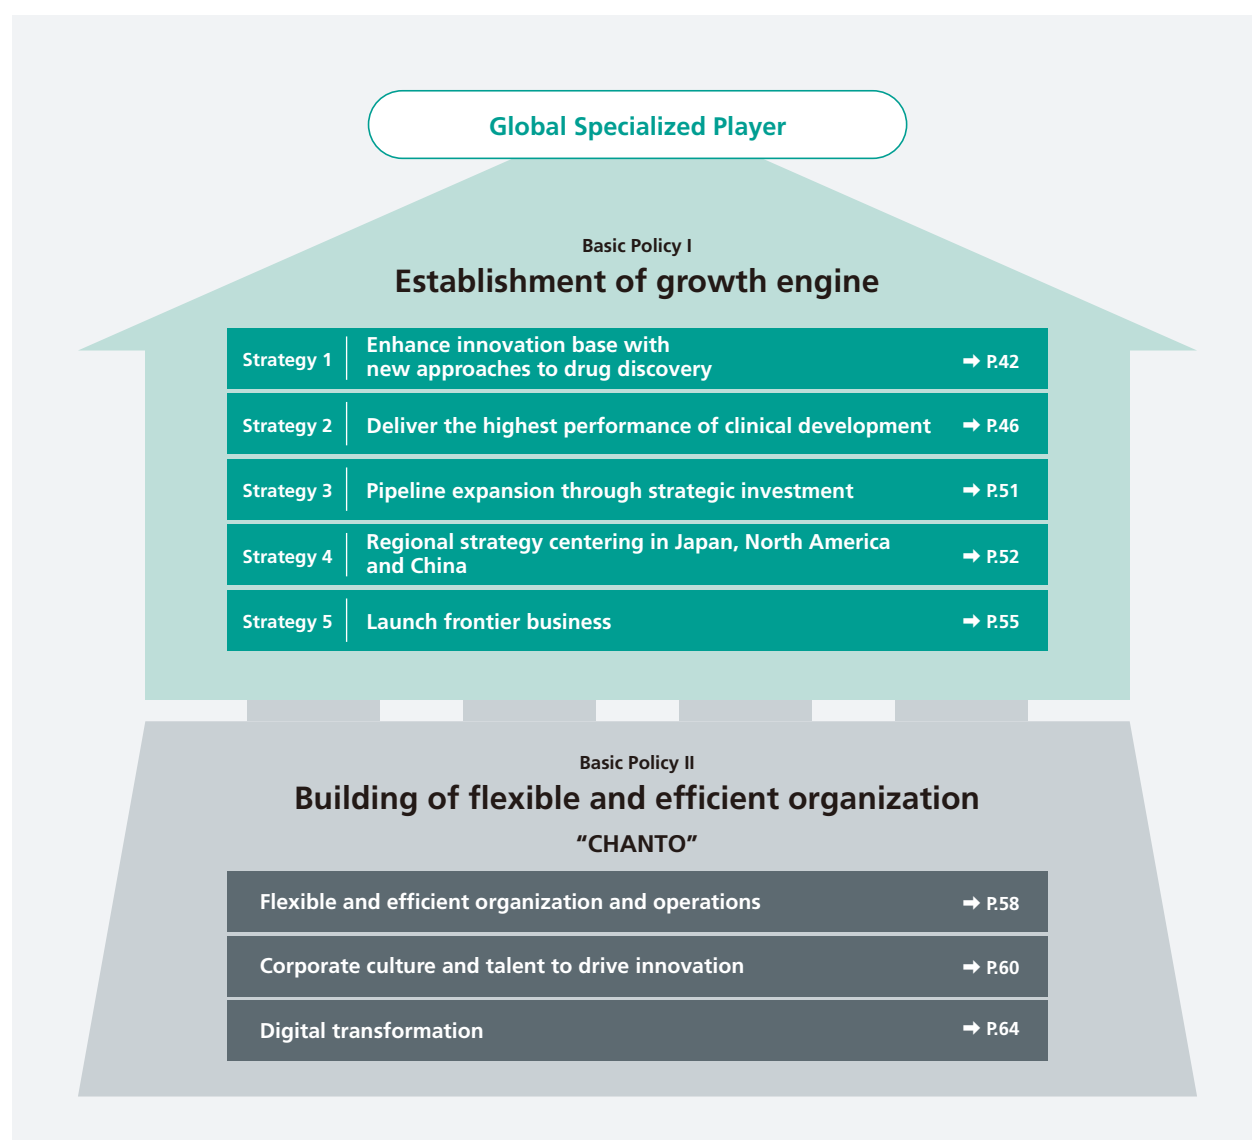 Global Specialized Player
Basic Policy I
Establishment of growth engine
Strategy 1
Enhance innovation base with
new approaches to drug discovery
➡ P.42
Strategy 2
Deliver the highest performance of clinical development
➡ P.46
Strategy 3
Pipeline expansion through strategic investment
➡ P.51
Strategy 4
Regional strategy centering in Japan, North America
and China
➡ P.52
Strategy 5
Launch frontier business
➡ P.55
Basic Policy II
Building of flexible and efficient organization
“CHANTO”
Flexible and efficient organization and operations
➡ P.58
Corporate culture and talent to drive innovation
➡ P.60
Digital transformation
➡ P.64